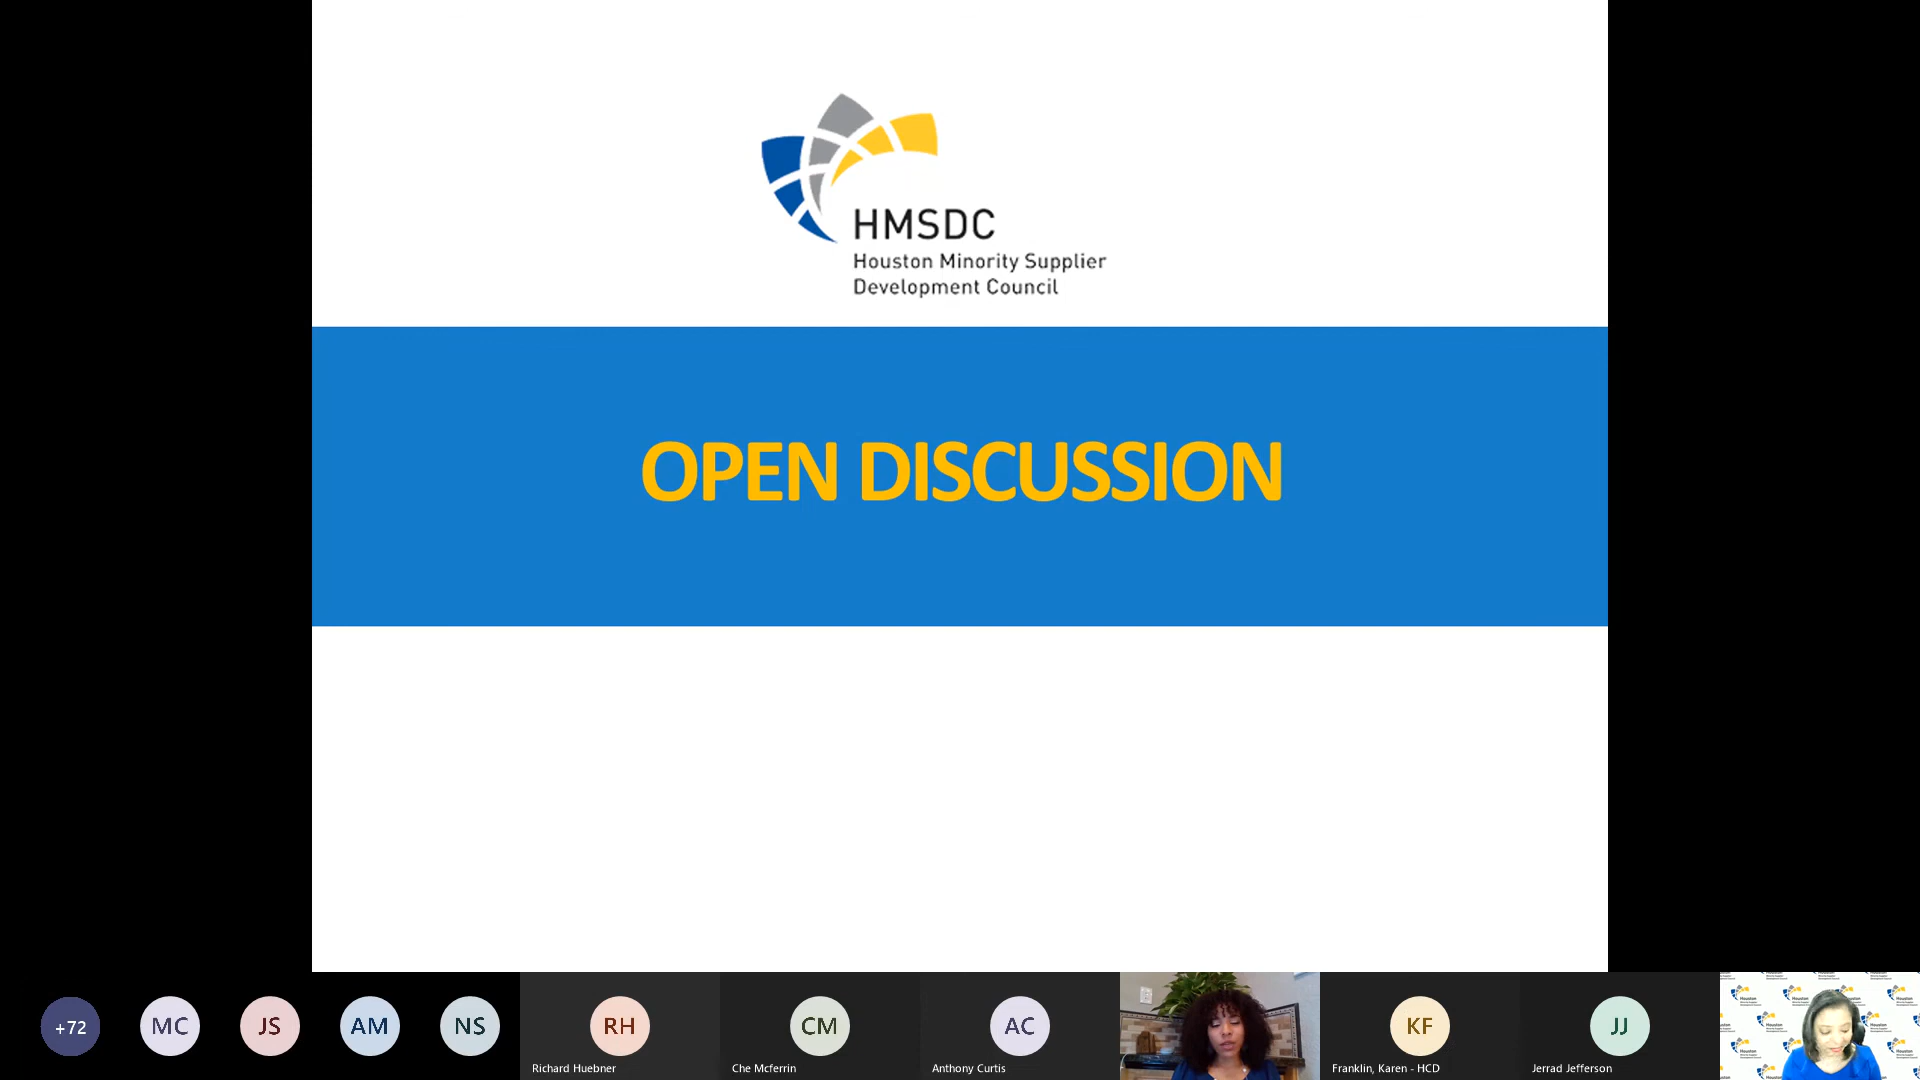 HMSDC
Houston Minority Supplier
Development Council
OPEN DISCUSSION
+72
MC
JS
AM
NS
RH
Richard Huebner
CM
Che Mcferrin
AC
Anthony Curtis
KF
Franklin, Karen - HCD
JJ
Jerrad Jefferson